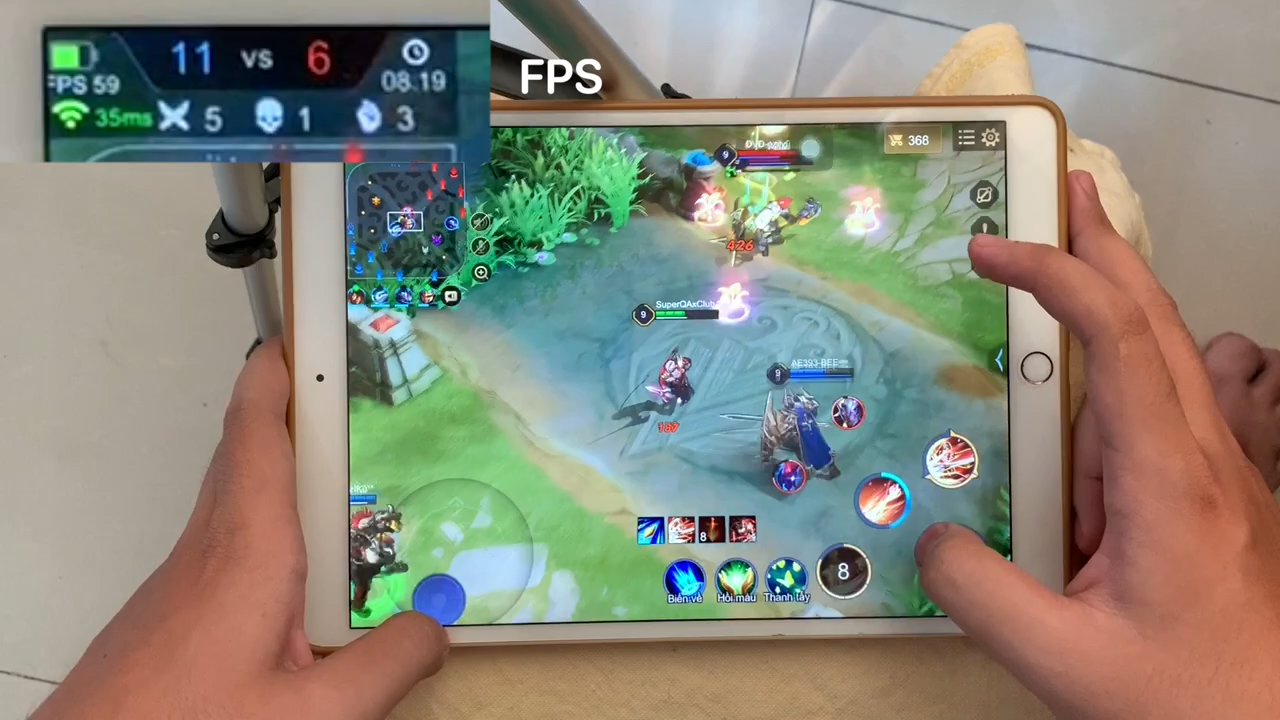 11 vs 6
FPS 59
08.19
35ms
5
1
3
FPS
368
9
426
9
SuperQAxClub
9
AE393-BEE
187
8
8
Biến về
Hồi máu
Thanh tẩy